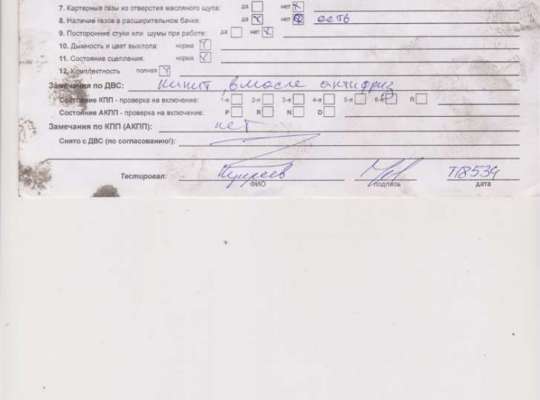 7. Картерные газы из отверстия масляного щупа: да нет
8. Наличие газов в расширительном бачке: да нет есть
9. Посторонние стуки или шумы при работе: да нет
10. Дымность и цвет выхлопа: норма
11. Состояние сцепления: норма
12. Комплектность полная
Замечания по ДВС: Кипит, в масле антифриз
Состояние КПП - проверка на включение: 1-я 2-я 3-я 4-я 5-я 6-я R
Состояние АКПП - проверка на включение: P R N D
Замечания по КПП (АКПП): нет
Снято с ДВС (по согласованию!):
Тестировал:
ФИО подпись дата